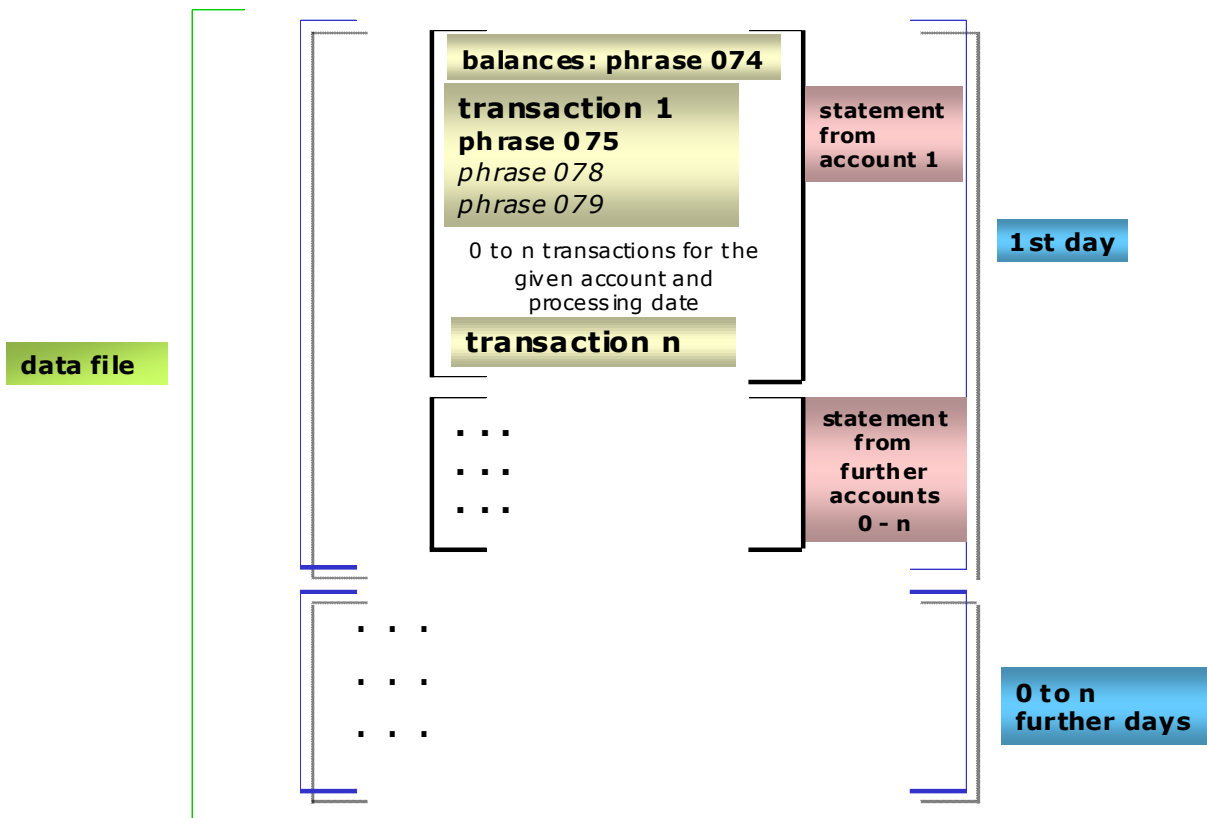 balances: phrase 074
transaction 1
phrase 075
phrase 078
phrase 079
0 to n transactions for the
given account and
processing date
transaction n
statement
from
account 1
1st day
data file
. . .
. . .
. . .
statement
from
further
accounts
0 - n
. . .
. . .
. . .
0 to n
further days